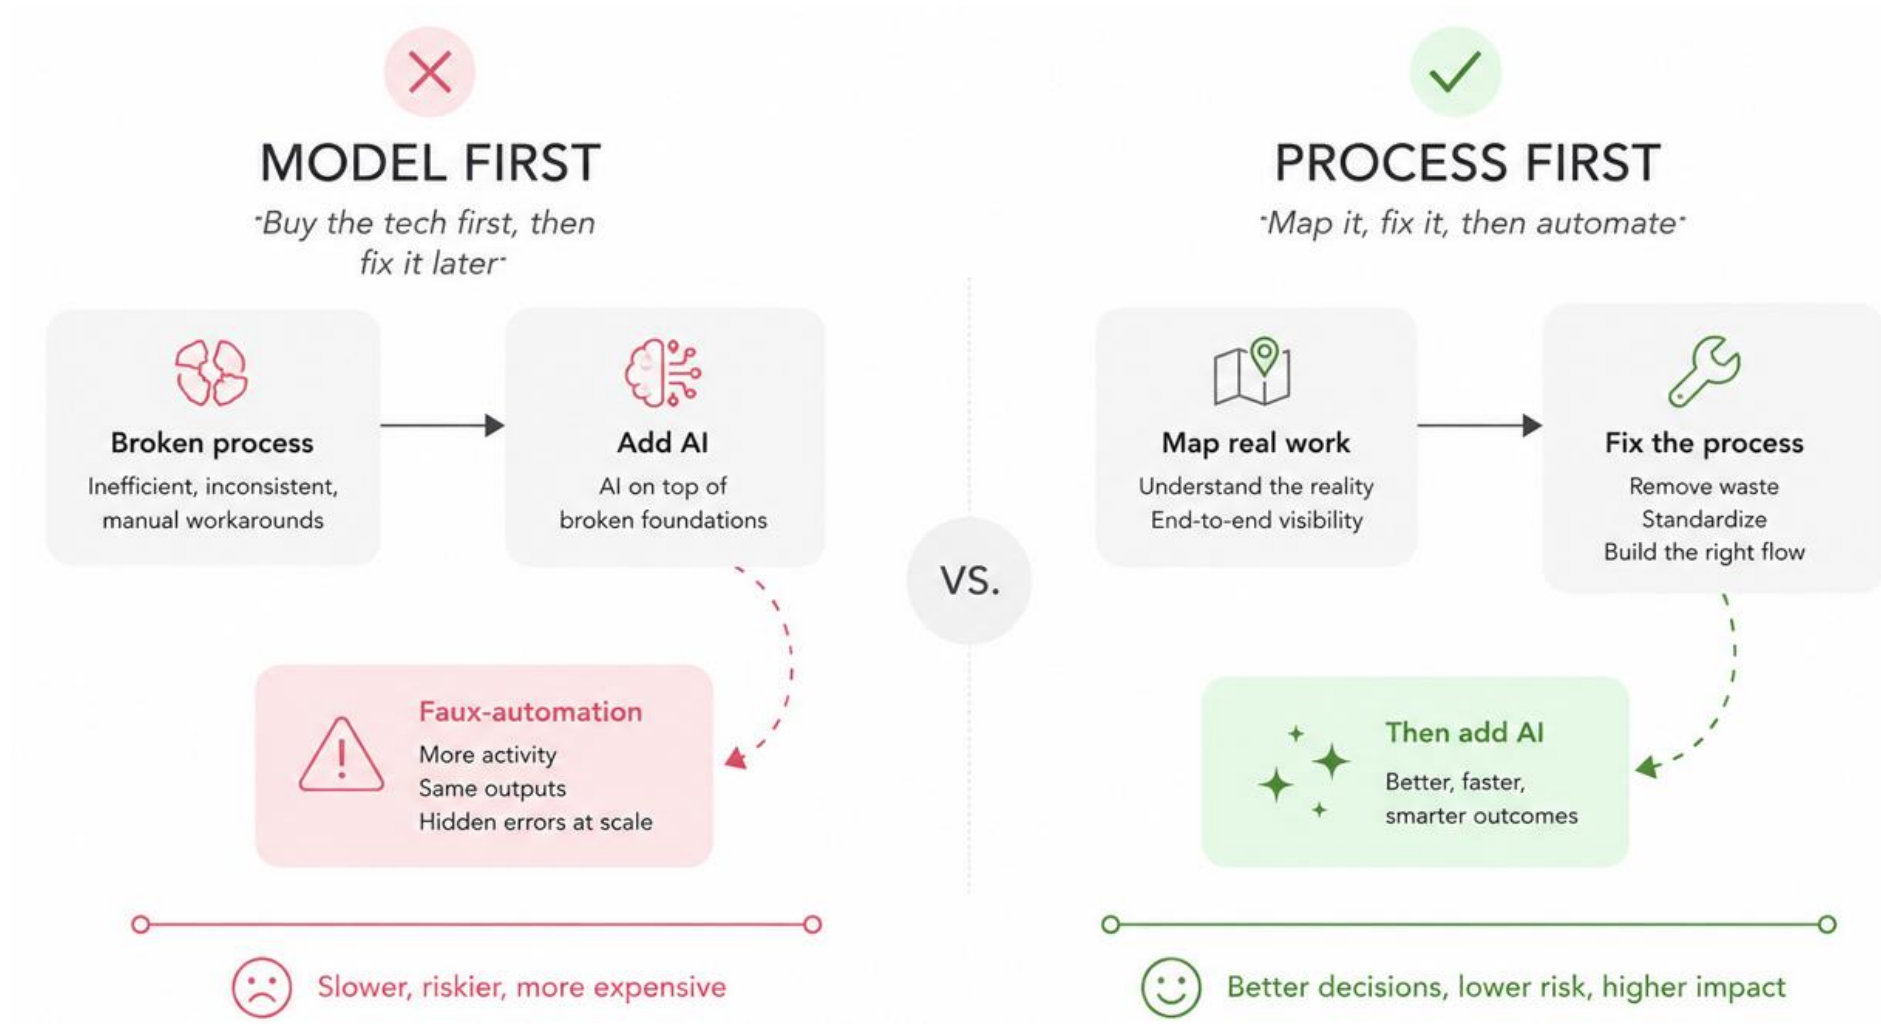 MODEL FIRST
"Buy the tech first, then
fix it later"
Broken process
Inefficient, inconsistent,
manual workarounds
Add AI
AI on top of
broken foundations
Faux-automation
More activity
Same outputs
Hidden errors at scale
Slower, riskier, more expensive
VS.
PROCESS FIRST
"Map it, fix it, then automate"
Map real work
Understand the reality
End-to-end visibility
Fix the process
Remove waste
Standardize
Build the right flow
Then add AI
Better, faster,
smarter outcomes
Better decisions, lower risk, higher impact